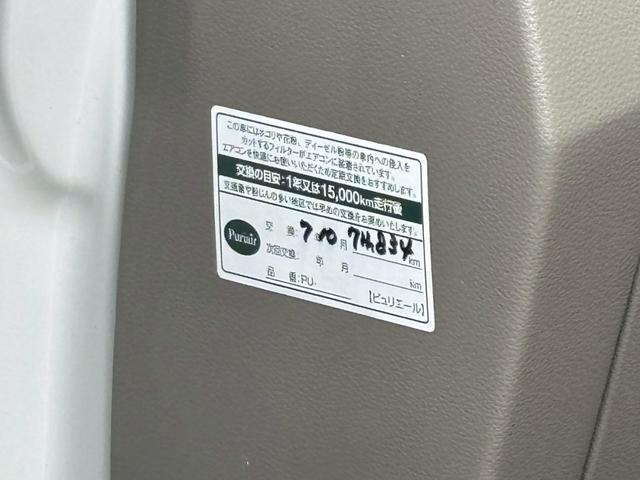 この車にはホコリや花粉、ディーゼル粉等の車内への侵入を
カットするフィルターがエアコンに装着されています。
エアコンを快適にお使いいただくため定期交換をおすすめします。
交換の目安:1年又は15,000km走行後
交通量や粉じんの多い地区では早めの交換をお奨めいたします。
Puriair
交 換: 7 年 10 月 74,834 km
次回交換: 年 月 km
品 番:PU-
【ピュリエール】